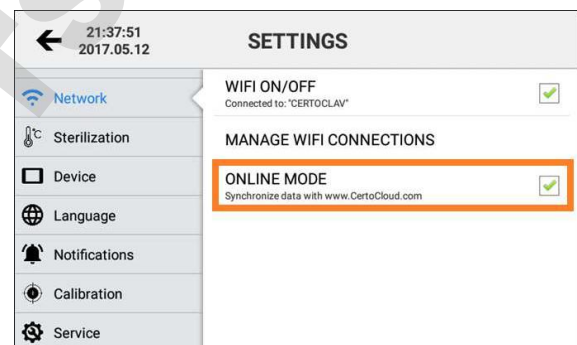 21:37:51
2017.05.12
SETTINGS
Network
Sterilization
Device
Language
Notifications
Calibration
Service
WIFI ON/OFF
Connected to: "CERTOCLAV"
MANAGE WIFI CONNECTIONS
ONLINE MODE
Synchronize data with www.CertoCloud.com